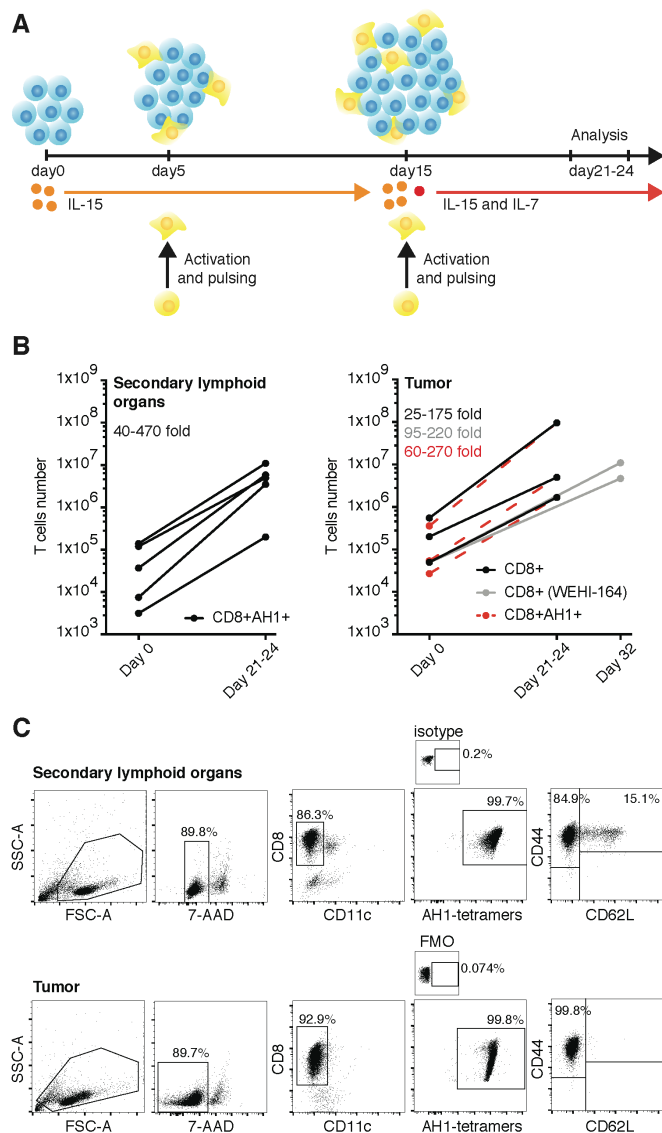 A
Analysis
day0
day5
day15
day21-24
IL-15
IL-15 and IL-7
Activation
and pulsing
Activation
and pulsing
B
1x10⁹
1x10⁸
1x10⁷
1x10⁶
1x10⁵
1x10⁴
1x10³
T cells number
Secondary lymphoid
organs
40-470 fold
CD8+AH1+
Day 0
Day 21-24
1x10⁹
1x10⁸
1x10⁷
1x10⁶
1x10⁵
1x10⁴
1x10³
T cells number
Tumor
25-175 fold
95-220 fold
60-270 fold
CD8+
CD8+ (WEHI-164)
CD8+AH1+
Day 0
Day 21-24
Day 32
C
isotype
0.2%
Secondary lymphoid organs
SSC-A
FSC-A
89.8%
7-AAD
CD8
86.3%
CD11c
99.7%
AH1-tetramers
CD44
84.9%
15.1%
CD62L
FMO
0.074%
Tumor
SSC-A
FSC-A
89.7%
7-AAD
CD8
92.9%
CD11c
99.8%
AH1-tetramers
CD44
99.8%
CD62L